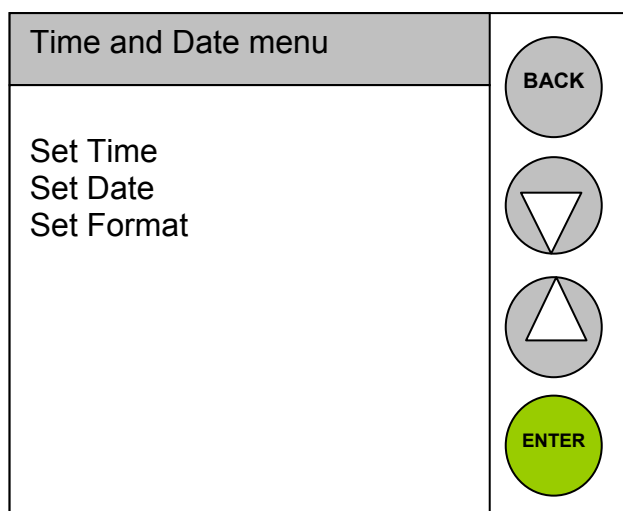 Time and Date menu
BACK
Set Time
Set Date
Set Format
ENTER